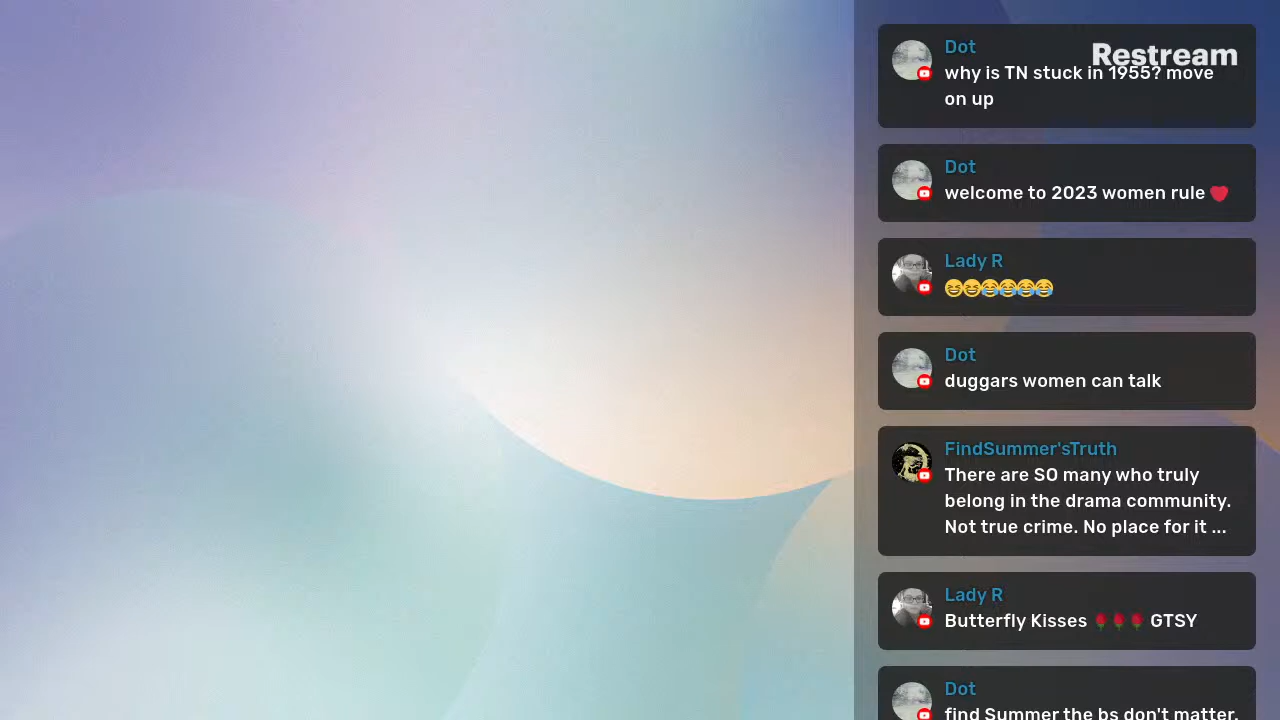 Dot
Restream
why is TN stuck in 1955? move
on up
Dot
welcome to 2023 women rule ❤️
Lady R
😆😆😂😂😂😂
Dot
duggars women can talk
FindSummer'sTruth
There are SO many who truly
belong in the drama community.
Not true crime. No place for it ...
Lady R
Butterfly Kisses 🌹🌹🌹 GTSY
Dot
find Summer the bs don't matter.